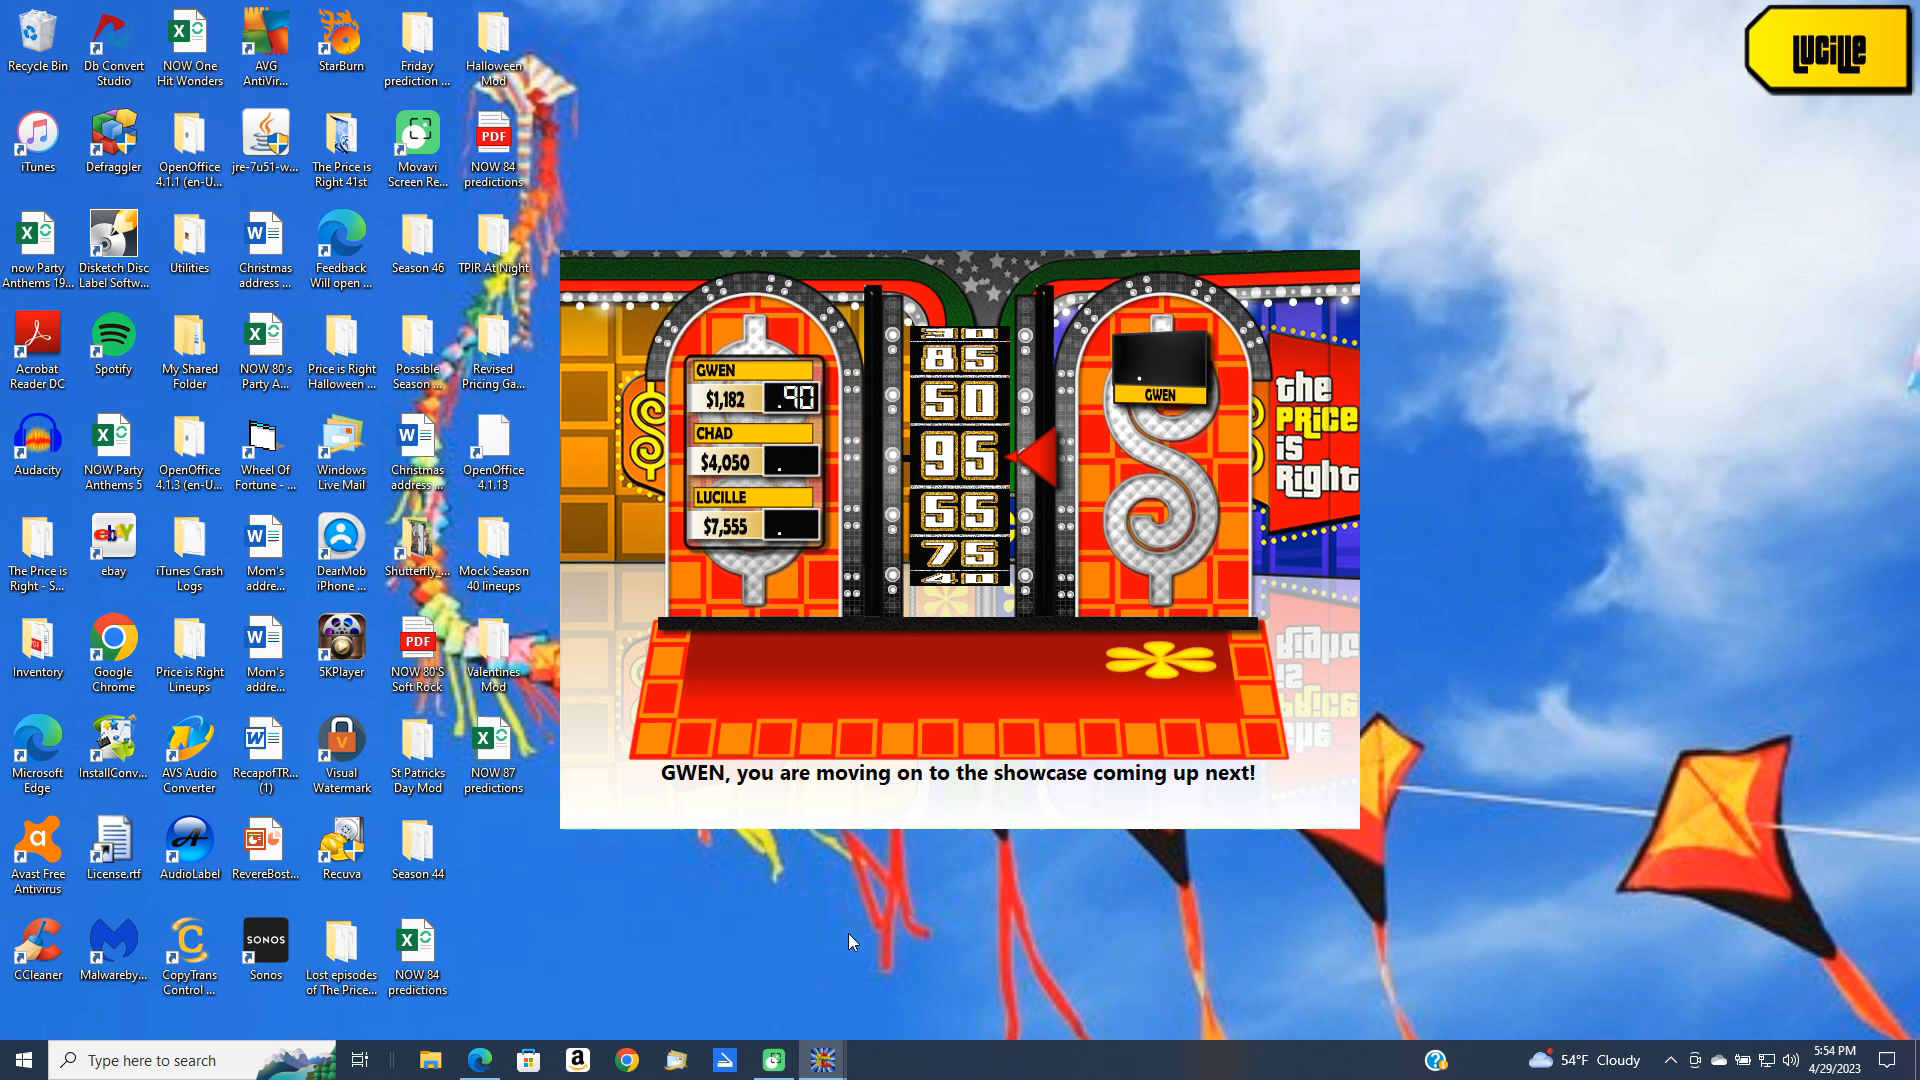 Recycle Bin
Db Convert
Studio
NOW One
Hit Wonders
AVG
AntiVir...
StarBurn
Friday
prediction ...
Halloween
Mod
LUCILLE
iTunes
Defraggler
OpenOffice
4.1.1 (en-U...
jre-7u51-w...
The Price is
Right 41st
Movavi
Screen Re...
PDF
NOW 84
predictions
now Party
Anthems 19...
Disketch Disc
Label Softw...
Utilities
Christmas
address ...
Feedback
Will open ...
Season 46
TPIR At Night
Acrobat
Reader DC
Spotify
My Shared
Folder
NOW 80's
Party A...
Price is Right
Halloween ...
Possible
Season ...
Revised
Pricing Ga...
Audacity
NOW Party
Anthems 5
OpenOffice
4.1.3 (en-U...
Wheel Of
Fortune - ...
Windows
Live Mail
Christmas
address ...
OpenOffice
4.1.13
The Price is
Right - S...
ebay
ebay
iTunes Crash
Logs
Mom's
addre...
DearMob
iPhone ...
Shutterfly_...
Mock Season
40 lineups
Inventory
Google
Chrome
Price is Right
Lineups
Mom's
addre...
5KPlayer
PDF
NOW 80'S
Soft Rock
Valentines
Mod
Microsoft
Edge
InstallConv...
AVS Audio
Converter
RecapofTR...
(1)
Visual
Watermark
St Patricks
Day Mod
NOW 87
predictions
Avast Free
Antivirus
License.rtf
AudioLabel
RevereBost...
Recuva
Season 44
CCleaner
Malwareby...
CopyTrans
Control ...
SONOS
Sonos
Lost episodes
of The Price...
NOW 84
predictions
GWEN
$1,182 .90
CHAD
$4,050 .
LUCILLE
$7,555 .
85
50
95
55
75
GWEN
the
PRICE
is
Right
GWEN, you are moving on to the showcase coming up next!
Type here to search
54°F Cloudy
5:54 PM
4/29/2023